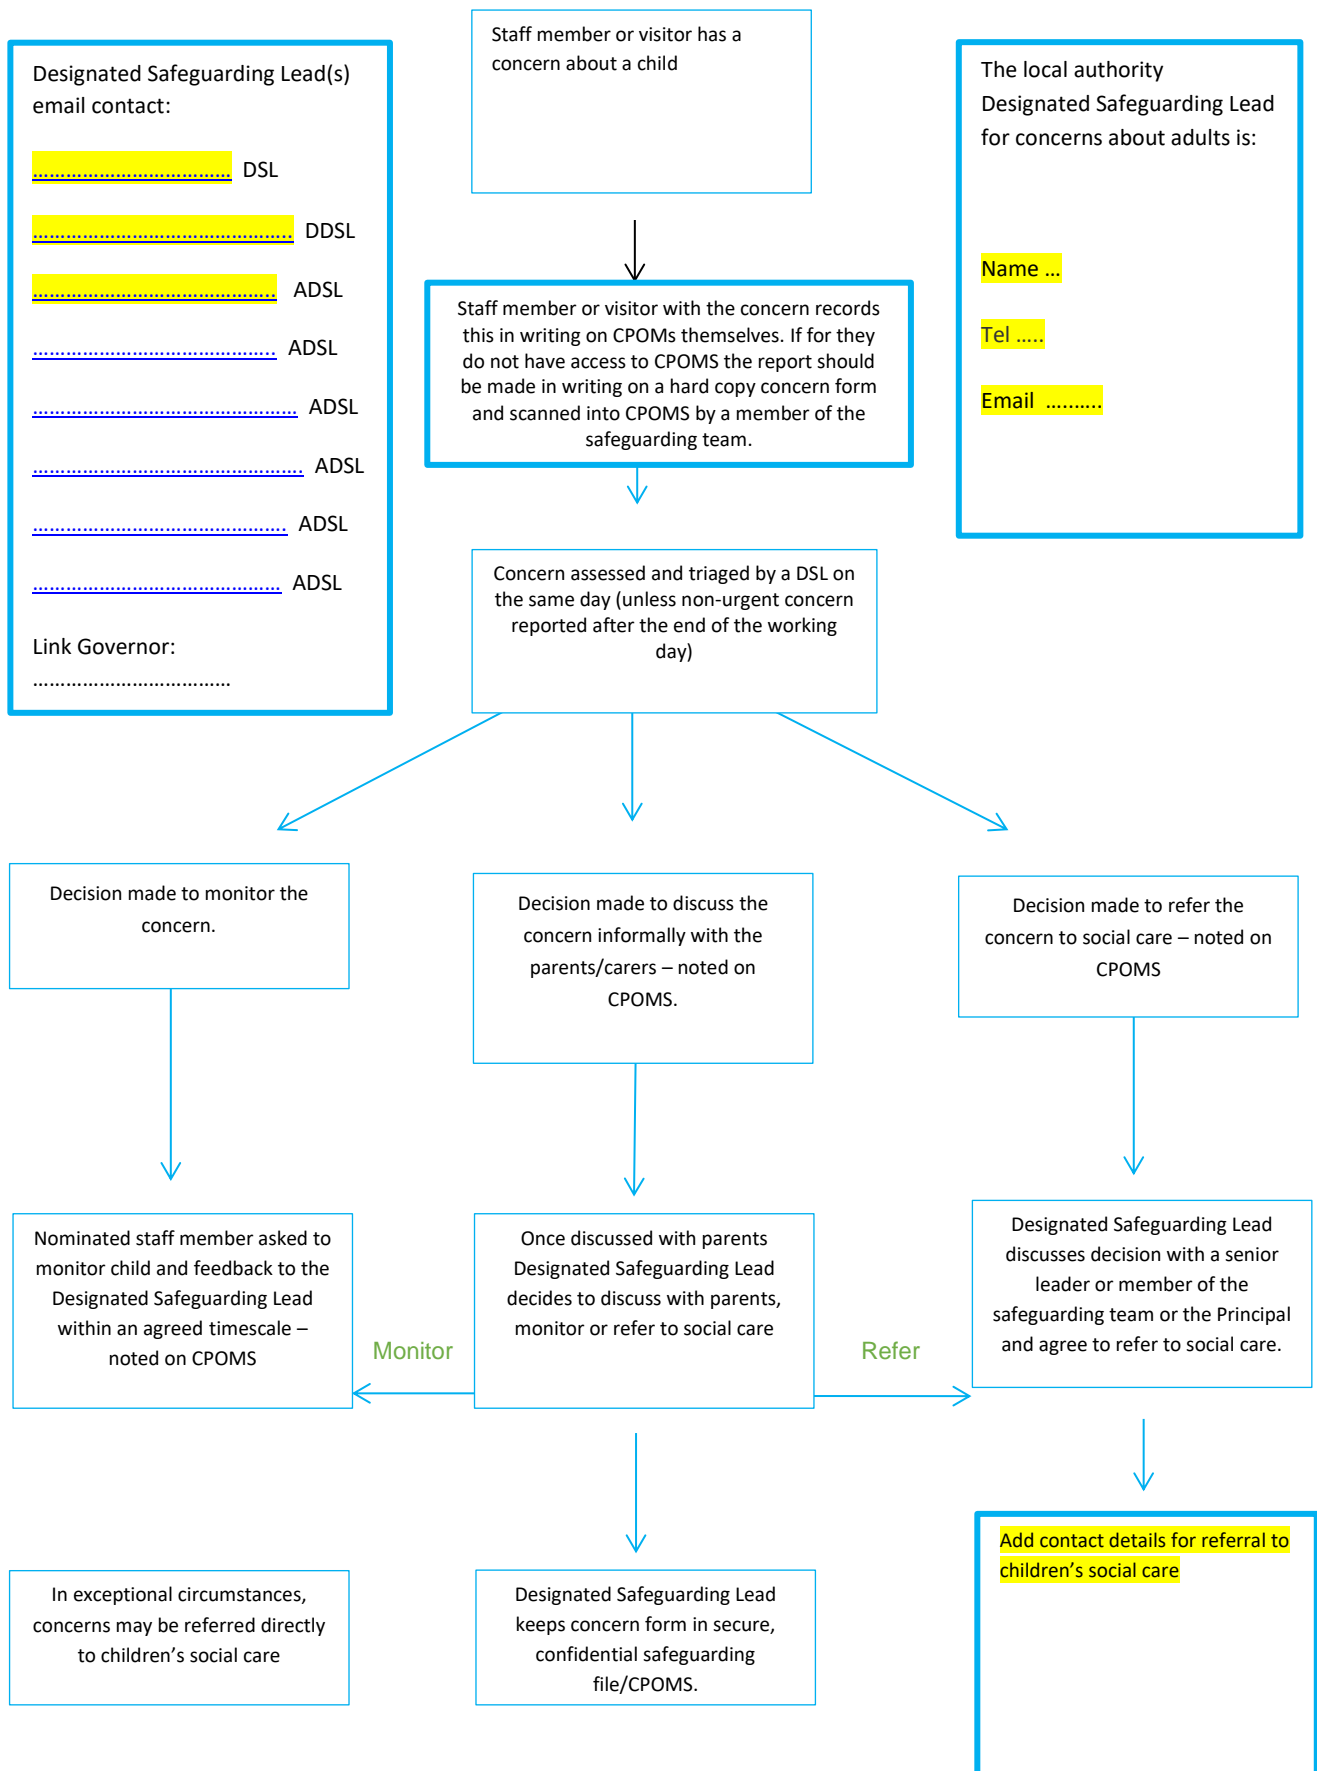 Designated Safeguarding Lead(s)
email contact:
…………………………….. DSL
……………………………………….. DDSL
…………………………………….. ADSL
…………………………………….. ADSL
………………………………………… ADSL
…………………………………………. ADSL
………………………………………. ADSL
……………………………………… ADSL
Link Governor:
………………………………
Staff member or visitor has a
concern about a child
The local authority
Designated Safeguarding Lead
for concerns about adults is:
Name …
Tel …..
Email ……....
Staff member or visitor with the concern records
this in writing on CPOMs themselves. If for they
do not have access to CPOMS the report should
be made in writing on a hard copy concern form
and scanned into CPOMS by a member of the
safeguarding team.
Concern assessed and triaged by a DSL on
the same day (unless non-urgent concern
reported after the end of the working
day)
Decision made to monitor the
concern.
Decision made to discuss the
concern informally with the
parents/carers – noted on
CPOMS.
Decision made to refer the
concern to social care – noted on
CPOMS
Nominated staff member asked to
monitor child and feedback to the
Designated Safeguarding Lead
within an agreed timescale –
noted on CPOMS
Monitor
Once discussed with parents
Designated Safeguarding Lead
decides to discuss with parents,
monitor or refer to social care
Refer
Designated Safeguarding Lead
discusses decision with a senior
leader or member of the
safeguarding team or the Principal
and agree to refer to social care.
In exceptional circumstances,
concerns may be referred directly
to children’s social care
Designated Safeguarding Lead
keeps concern form in secure,
confidential safeguarding
file/CPOMS.
Add contact details for referral to
children’s social care